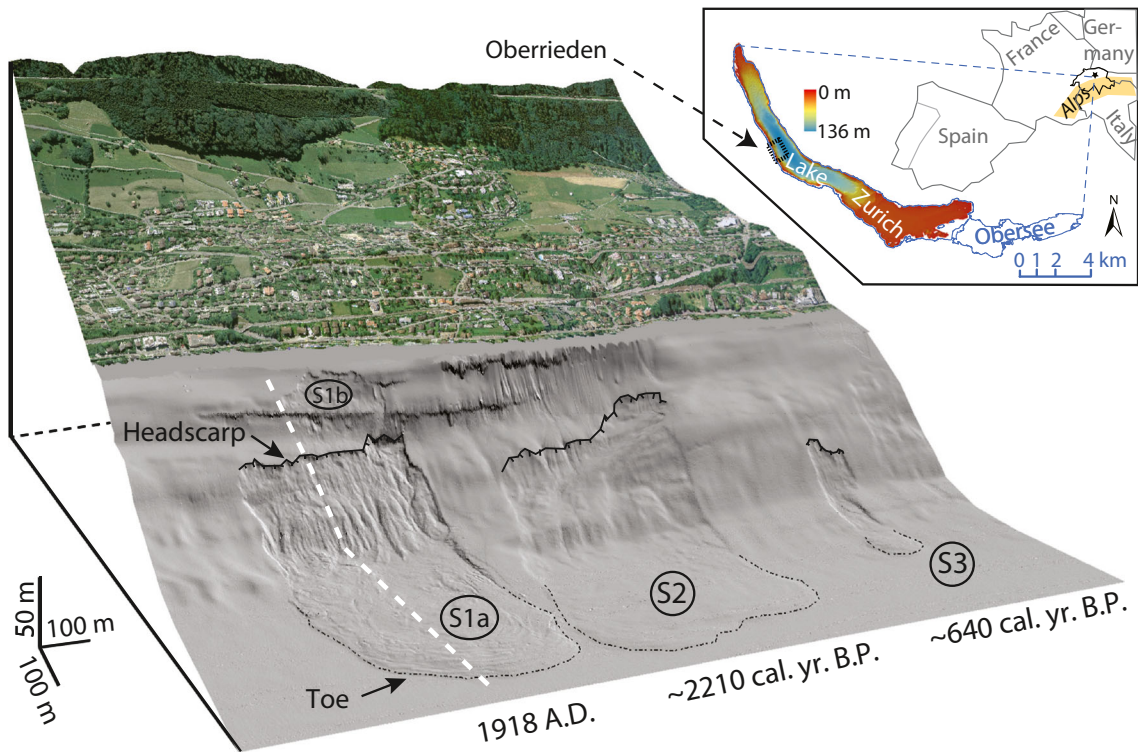 Oberrieden
France
Ger-
many
0 m
136 m
Alps
Italy
Spain
Lake
Zurich
N
Obersee
0 1 2 4 km
S1b
Headscarp
S1a
S2
S3
50 m
100 m
100 m
Toe
1918 A.D.
~2210 cal. yr. B.P.
~640 cal. yr. B.P.